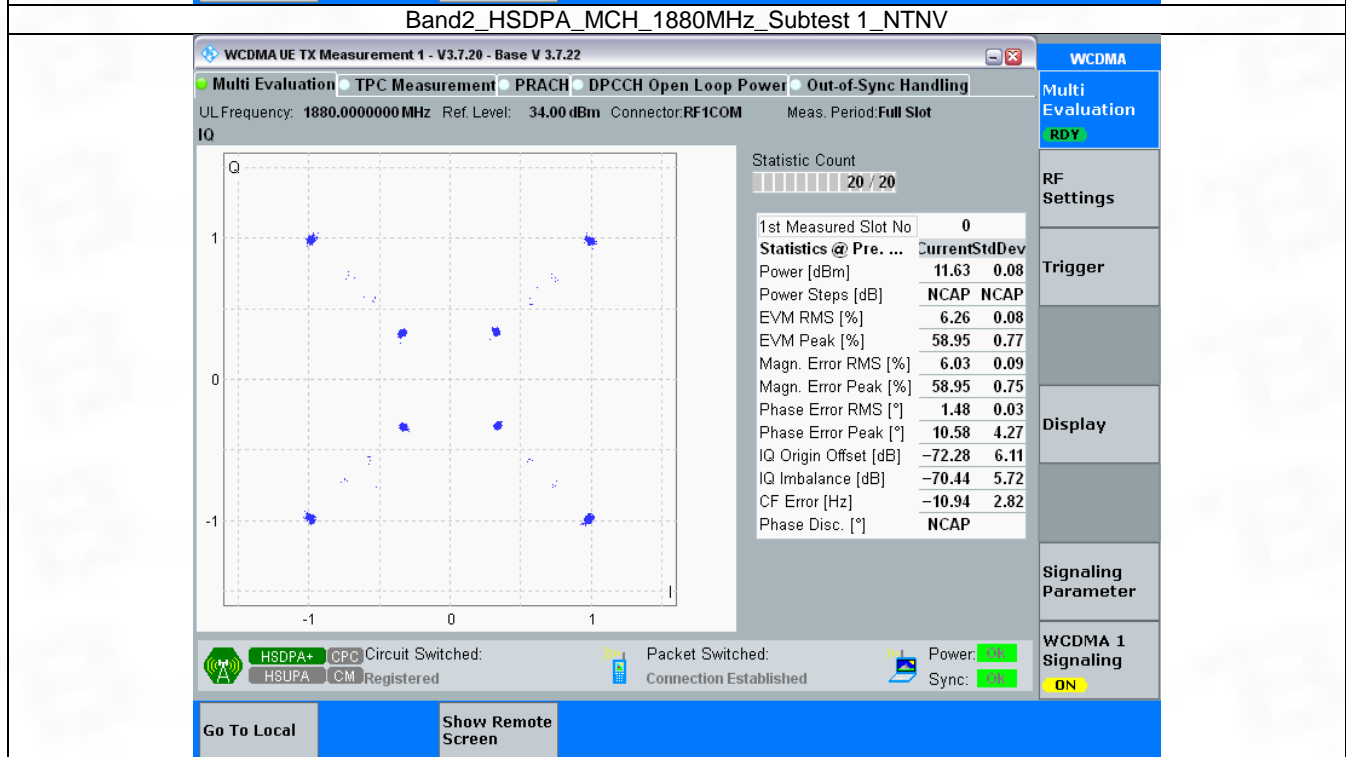 Band2_HSDPA_MCH_1880MHz_Subtest 1_NTNV
WCDMA UE TX Measurement 1 - V3.7.20 - Base V 3.7.22
WCDMA
Multi Evaluation TPC Measurement PRACH DPCCH Open Loop Power Out-of-Sync Handling
Multi
Evaluation
RDY
UL Frequency: 1880.0000000 MHz Ref. Level: 34.00 dBm Connector:RF1COM Meas. Period:Full Slot
IQ
Q
1
0
-1
-1 0 1
I
Statistic Count
20 / 20
1st Measured Slot No 0
Statistics @ Pre. ... Current StdDev
Power [dBm] 11.63 0.08
Power Steps [dB] NCAP NCAP
EVM RMS [%] 6.26 0.08
EVM Peak [%] 58.95 0.77
Magn. Error RMS [%] 6.03 0.09
Magn. Error Peak [%] 58.95 0.75
Phase Error RMS [°] 1.48 0.03
Phase Error Peak [°] 10.58 4.27
IQ Origin Offset [dB] −72.28 6.11
IQ Imbalance [dB] −70.44 5.72
CF Error [Hz] −10.94 2.82
Phase Disc. [°] NCAP
RF
Settings
Trigger
Display
Signaling
Parameter
WCDMA 1
Signaling
ON
HSDPA+ CPC Circuit Switched: Packet Switched: Power: OK
HSUPA CM Registered Connection Established Sync: OK
Go To Local
Show Remote
Screen